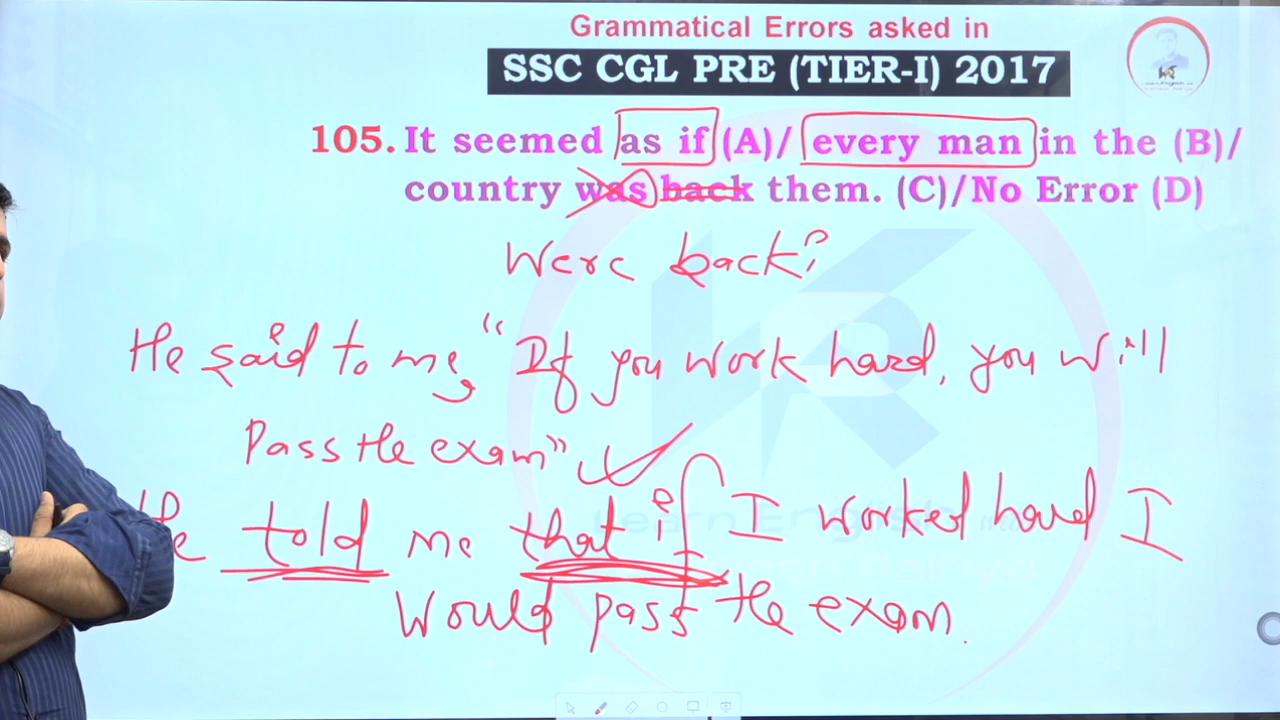 Grammatical Errors asked in
SSC CGL PRE (TIER-I) 2017
105. It seemed as if (A)/ every man in the (B)/
country was back them. (C)/No Error (D)
Were back?
He said to me, "If you work hard, you will
Pass the exam"
He told me that if I worked hard I
Would pass the exam.